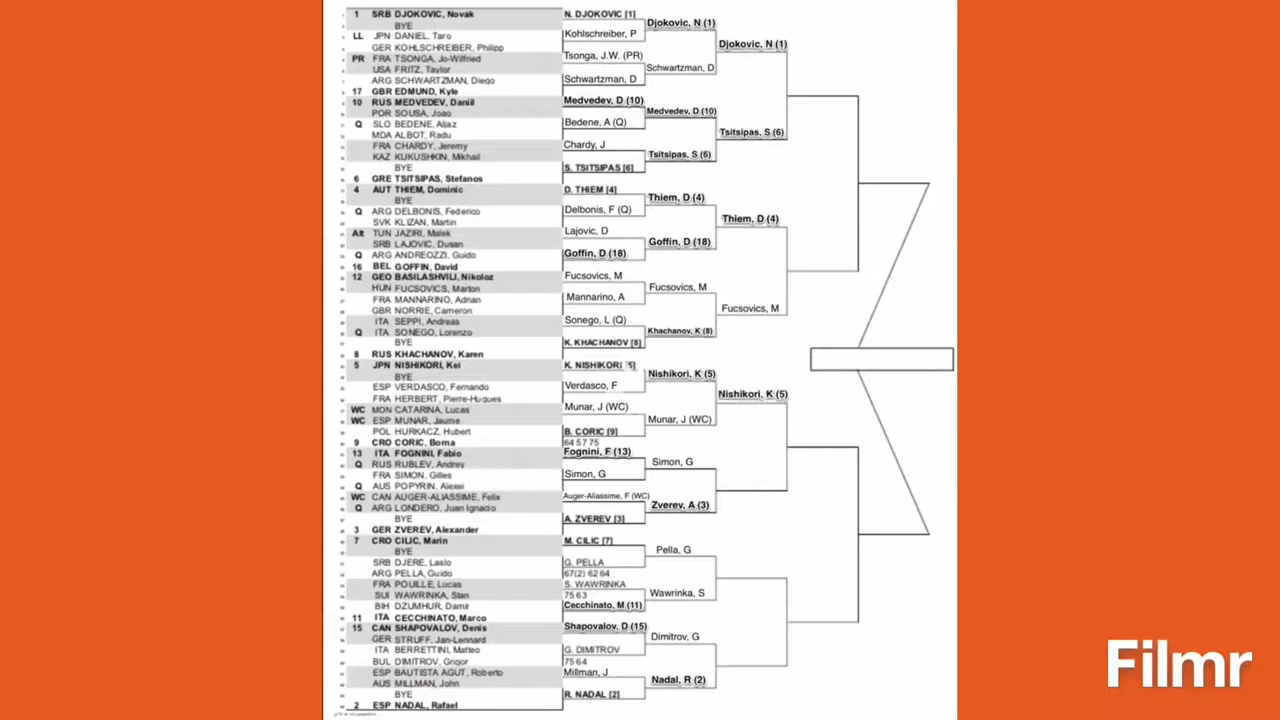 1 SRB DJOKOVIC, Novak
BYE
LL JPN DANIEL, Taro
GER KOHLSCHREIBER, Philipp
PR FRA TSONGA, Jo-Wilfried
USA FRITZ, Taylor
ARG SCHWARTZMAN, Diego
17 GBR EDMUND, Kyle
10 RUS MEDVEDEV, Daniil
POR SOUSA, Joao
Q SLO BEDENE, Aljaz
MDA ALBOT, Radu
FRA CHARDY, Jeremy
KAZ KUKUSHKIN, Mikhail
BYE
6 GRE TSITSIPAS, Stefanos
4 AUT THIEM, Dominic
BYE
Q ARG DELBONIS, Federico
SVK KLIZAN, Martin
Alt TUN JAZIRI, Malek
SRB LAJOVIC, Dusan
Q ARG ANDREOZZI, Guido
16 BEL GOFFIN, David
12 GEO BASILASHVILI, Nikoloz
HUN FUCSOVICS, Marton
FRA MANNARINO, Adrian
GBR NORRIE, Cameron
ITA SEPPI, Andreas
Q ITA SONEGO, Lorenzo
BYE
8 RUS KHACHANOV, Karen
5 JPN NISHIKORI, Kei
BYE
ESP VERDASCO, Fernando
FRA HERBERT, Pierre-Hugues
WC MON CATARINA, Lucas
WC ESP MUNAR, Jaume
POL HURKACZ, Hubert
9 CRO CORIC, Borna
13 ITA FOGNINI, Fabio
Q RUS RUBLEV, Andrey
FRA SIMON, Gilles
Q AUS POPYRIN, Alexei
WC CAN AUGER-ALIASSIME, Felix
Q ARG LONDERO, Juan Ignacio
BYE
3 GER ZVEREV, Alexander
7 CRO CILIC, Marin
BYE
SRB DJERE, Laslo
ARG PELLA, Guido
FRA POUILLE, Lucas
SUI WAWRINKA, Stan
BIH DZUMHUR, Damir
11 ITA CECCHINATO, Marco
15 CAN SHAPOVALOV, Denis
GER STRUFF, Jan-Lennard
ITA BERRETTINI, Matteo
BUL DIMITROV, Grigor
ESP BAUTISTA AGUT, Roberto
AUS MILLMAN, John
BYE
2 ESP NADAL, Rafael
N. DJOKOVIC [1]
Kohlschreiber, P
Tsonga, J.W. (PR)
Schwartzman, D
Medvedev, D (10)
Bedene, A (Q)
Chardy, J
S. TSITSIPAS [6]
D. THIEM [4]
Delbonis, F (Q)
Lajovic, D
Goffin, D (18)
Fucsovics, M
Mannarino, A
Sonego, L (Q)
K. KHACHANOV [8]
K. NISHIKORI [5]
Verdasco, F
Munar, J (WC)
B. CORIC [9]
64 57 75
Fognini, F (13)
Simon, G
Auger-Aliassime, F (WC)
A. ZVEREV [3]
M. CILIC [7]
G. PELLA
67(2) 62 64
S. WAWRINKA
75 63
Cecchinato, M (11)
Shapovalov, D (15)
G. DIMITROV
75 64
Millman, J
R. NADAL [2]
Djokovic, N (1)
Schwartzman, D
Medvedev, D (10)
Tsitsipas, S (6)
Thiem, D (4)
Goffin, D (18)
Fucsovics, M
Khachanov, K (8)
Nishikori, K (5)
Munar, J (WC)
Simon, G
Zverev, A (3)
Pella, G
Wawrinka, S
Dimitrov, G
Nadal, R (2)
Djokovic, N (1)
Tsitsipas, S (6)
Thiem, D (4)
Fucsovics, M
Nishikori, K (5)
Filmr